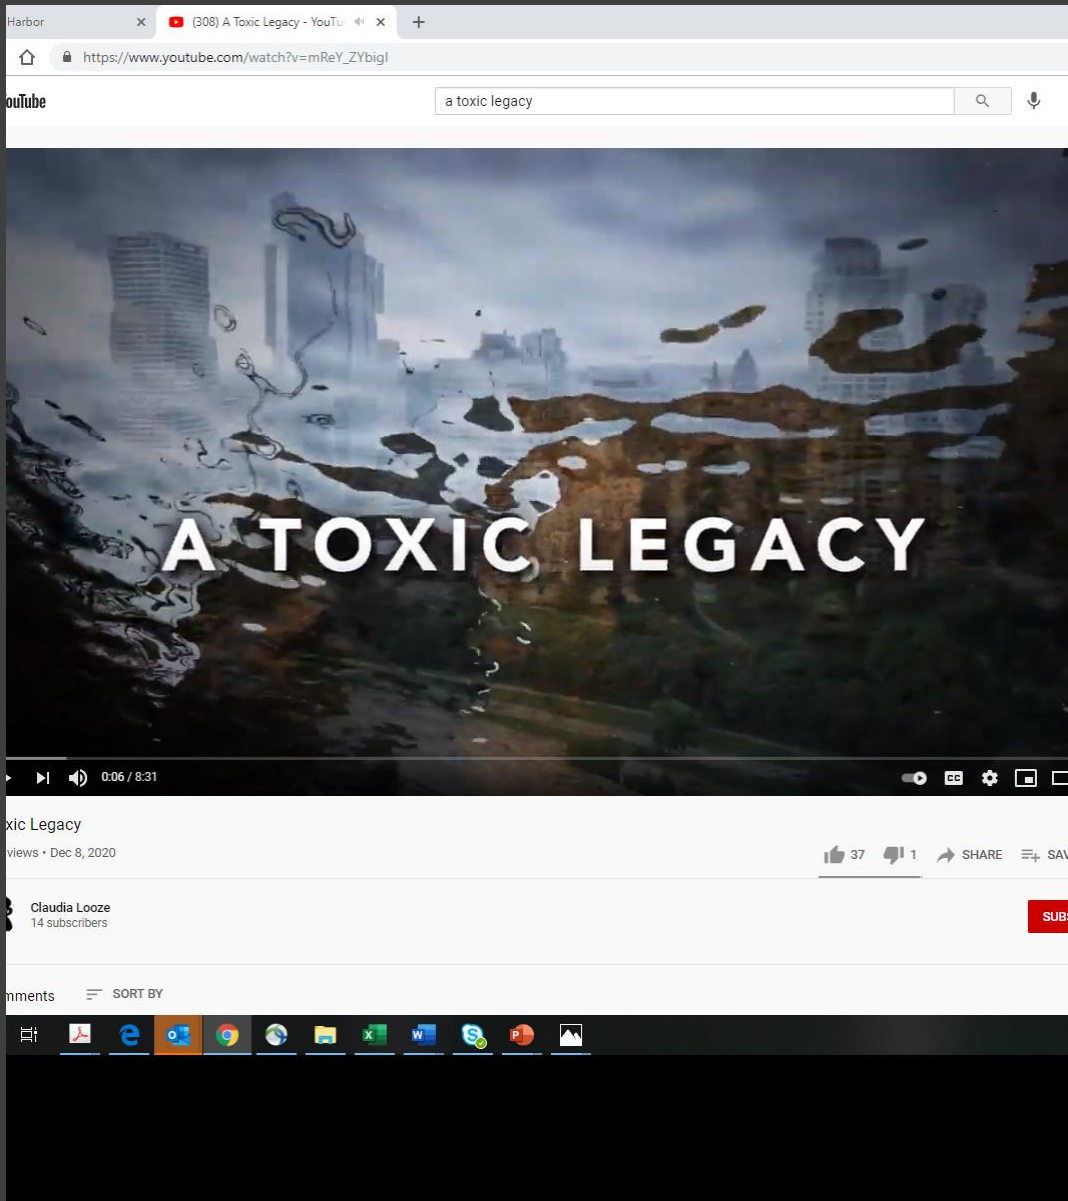 Harbor
(308) A Toxic Legacy - YouTu
https://www.youtube.com/watch?v=mReY_ZYbigI
ouTube
a toxic legacy
A TOXIC LEGACY
0:06 / 8:31
CC
xic Legacy
views • Dec 8, 2020
37
1
SHARE
SAV
Claudia Looze
14 subscribers
SUBS
mments
SORT BY